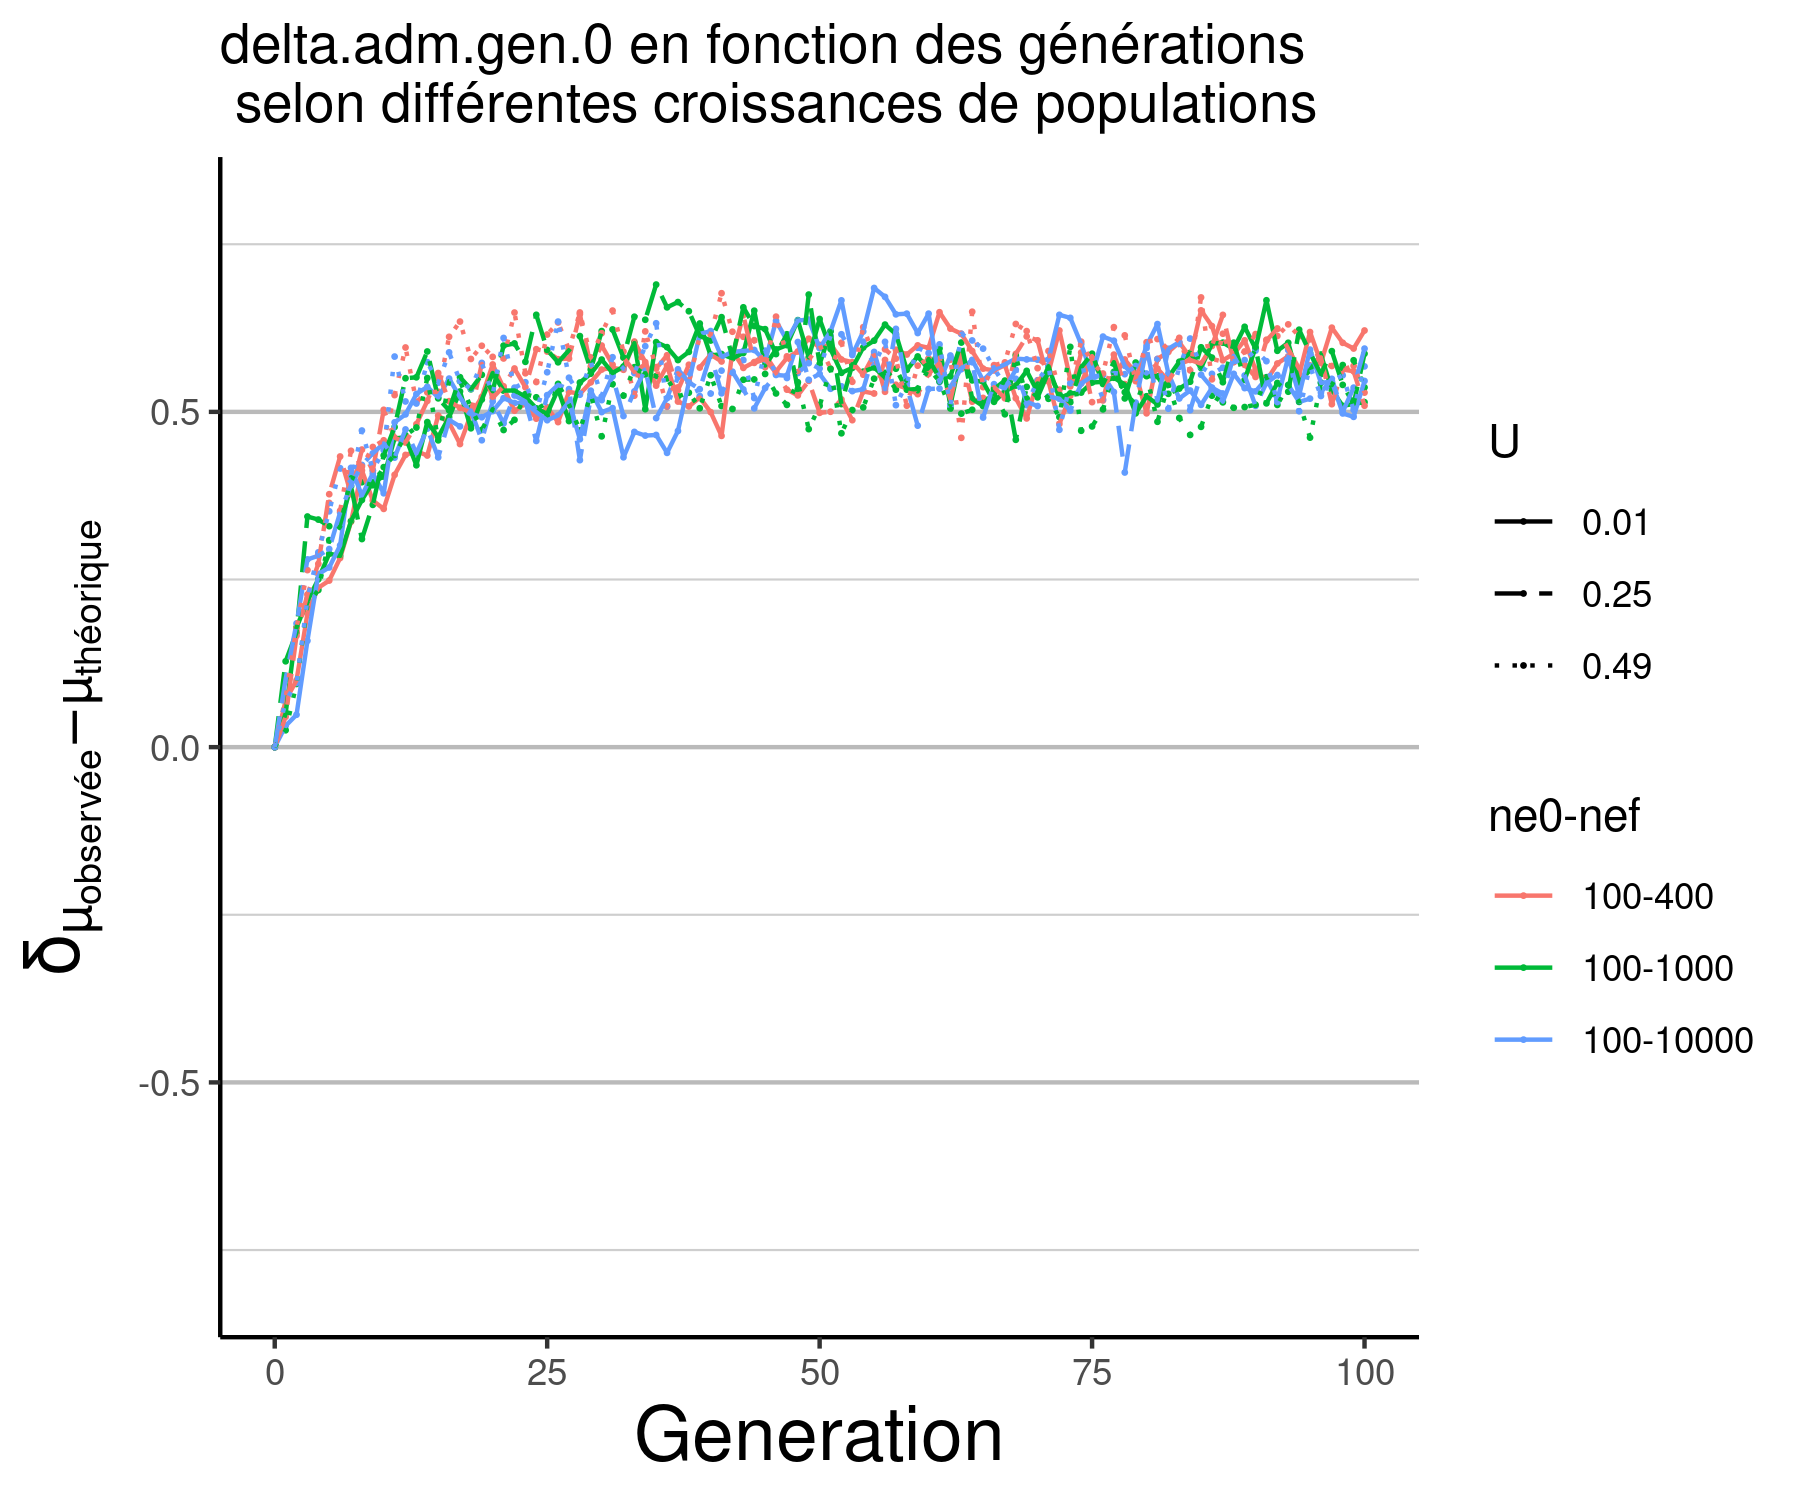 delta.adm.gen.0 en fonction des générations
selon différentes croissances de populations
δμobservée−μthéorique
0.5
0.0
-0.5
0 25 50 75 100
Generation
U
0.01
0.25
0.49
ne0-nef
100-400
100-1000
100-10000